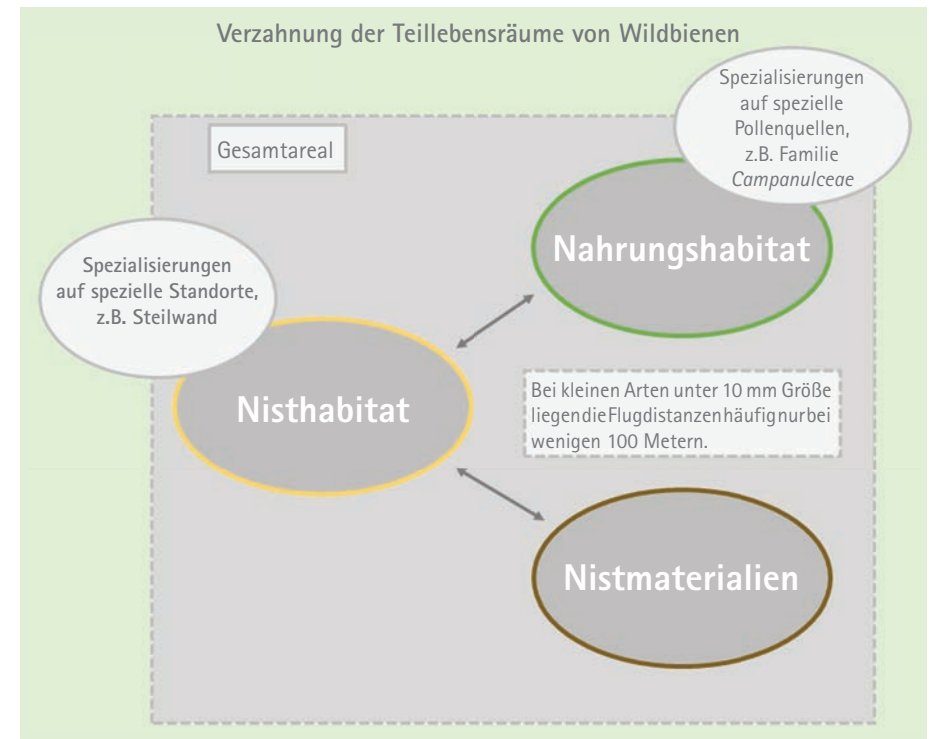 Verzahnung der Teillebensräume von Wildbienen
Spezialisierungen
auf spezielle
Pollenquellen,
z.B. Familie
Campanulceae
Gesamtareal
Nahrungshabitat
Spezialisierungen
auf spezielle Standorte,
z.B. Steilwand
Nisthabitat
Bei kleinen Arten unter 10 mm Größe
liegendieFlugdistanzenhäufignurbei
wenigen 100 Metern.
Nistmaterialien